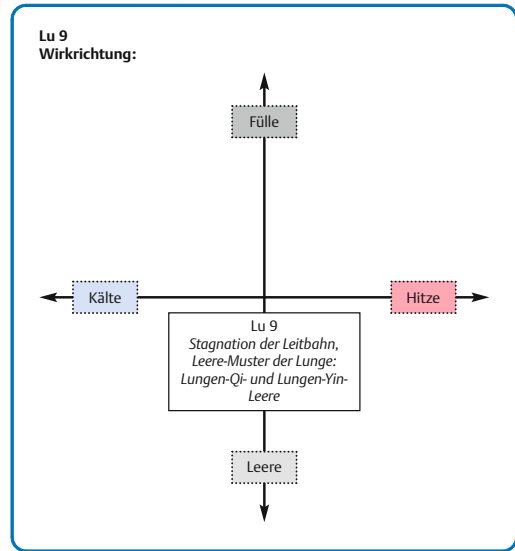 Lu 9
Wirkrichtung:
Fülle
Kälte
Hitze
Lu 9
Stagnation der Leitbahn,
Leere-Muster der Lunge:
Lungen-Qi- und Lungen-Yin-
Leere
Leere